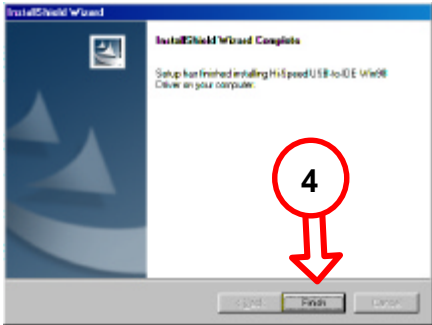 InstallShield Wizard
InstallShield Wizard Complete
Setup has finished installing Hi-Speed USB-to-IDE Win98
Driver on your computer.
4
Finish
Cancel